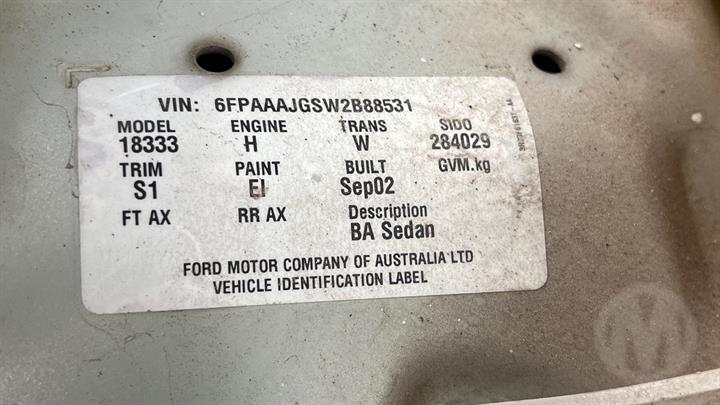 VIN: 6FPAAAJGSW2B88531
MODEL ENGINE TRANS SIDO
18333 H W 284029
TRIM PAINT BUILT GVM.kg
S1 EI Sep02
FT AX RR AX Description
BA Sedan
FORD MOTOR COMPANY OF AUSTRALIA LTD
VEHICLE IDENTIFICATION LABEL
M